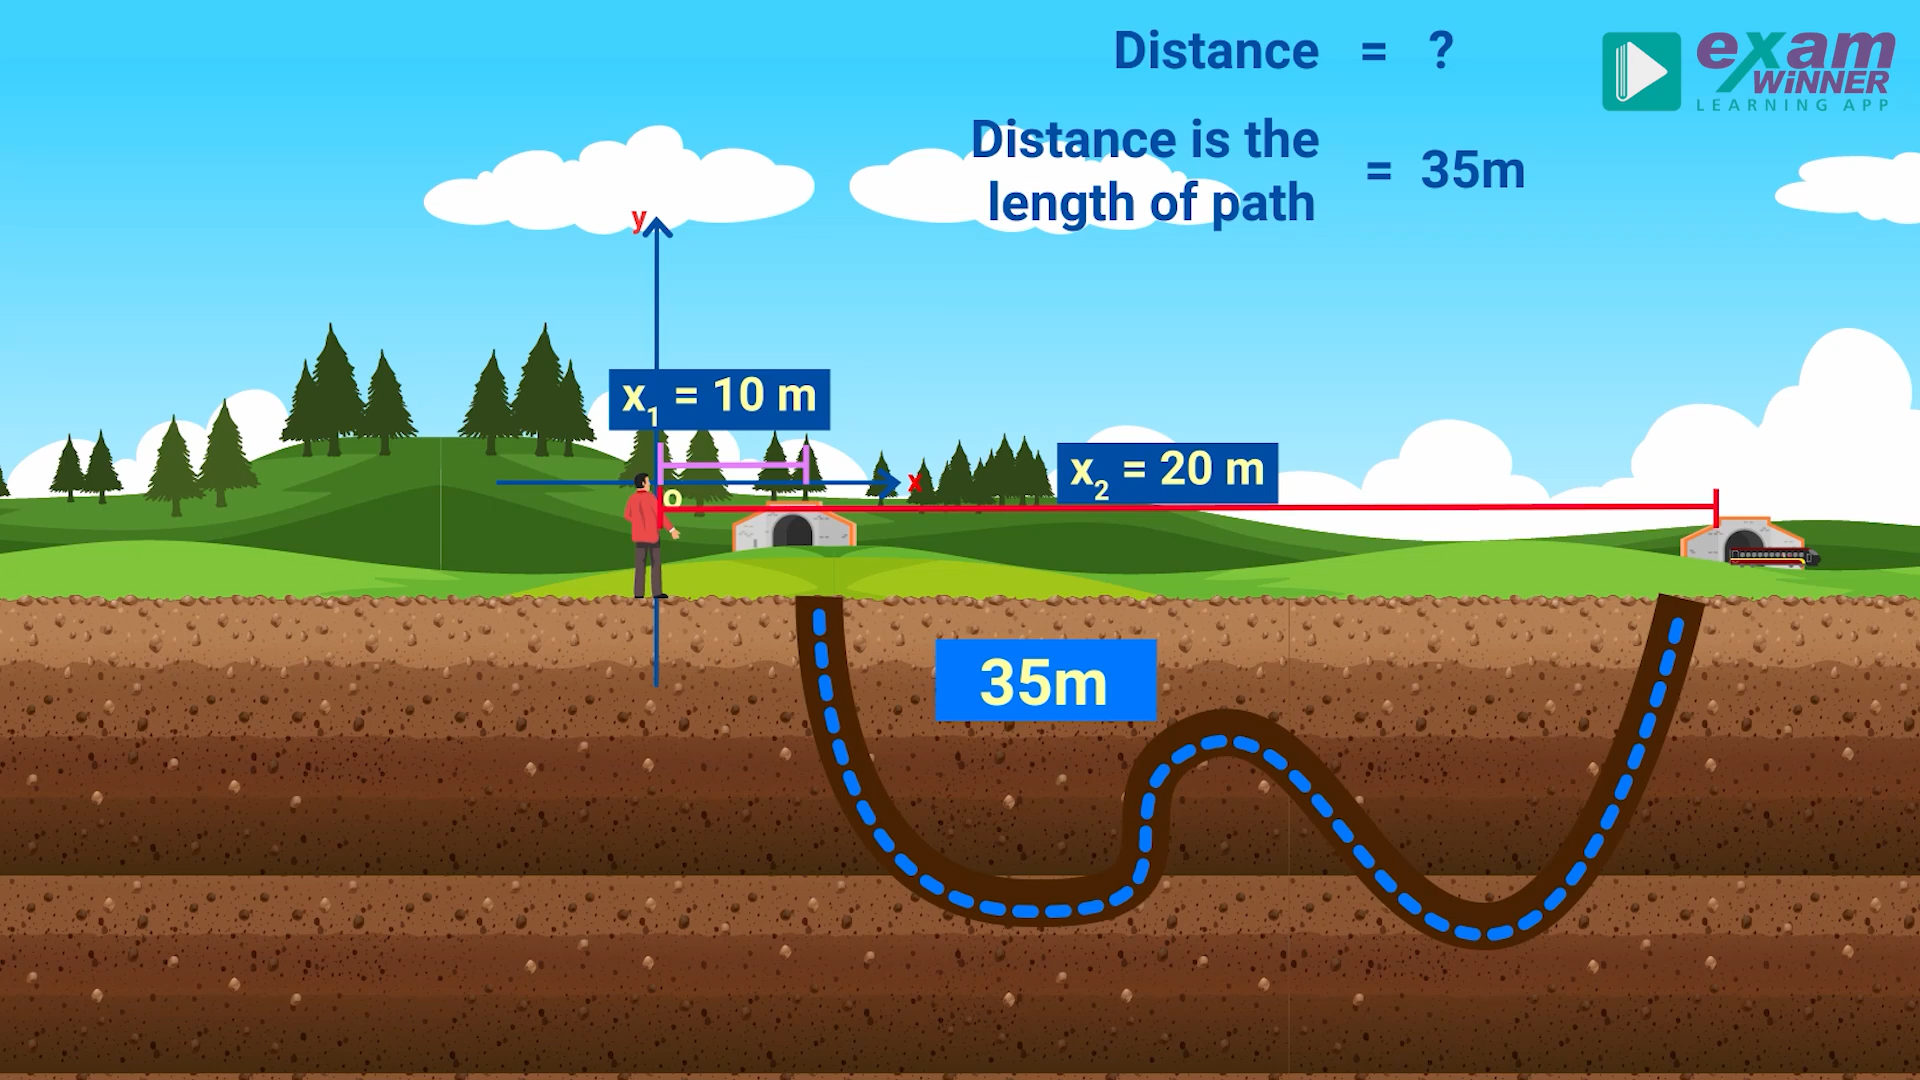 Distance = ?
exam
WiNNER
LEARNING APP
Distance is the
length of path
= 35m
y
x₁ = 10 m
x₂ = 20 m
x
o
35m